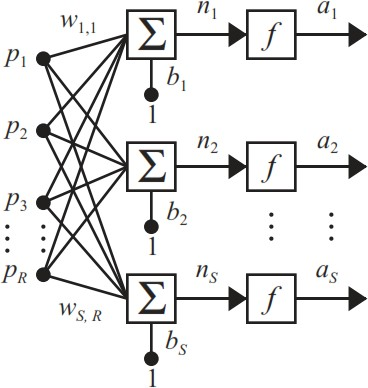 w1,1 n1 a1
p1 Σ f
b1
1
p2 n2 a2
Σ f
p3 b2
1
pR nS aS
wS, R Σ f
bS
1